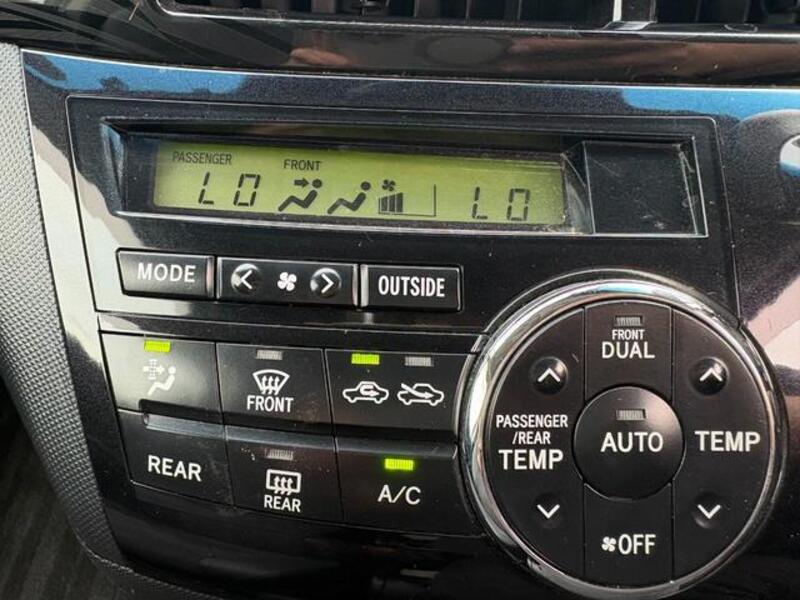 PASSENGER
FRONT
LO
LO
MODE
OUTSIDE
FRONT
DUAL
FRONT
PASSENGER
/REAR
TEMP
AUTO
TEMP
REAR
REAR
A/C
OFF